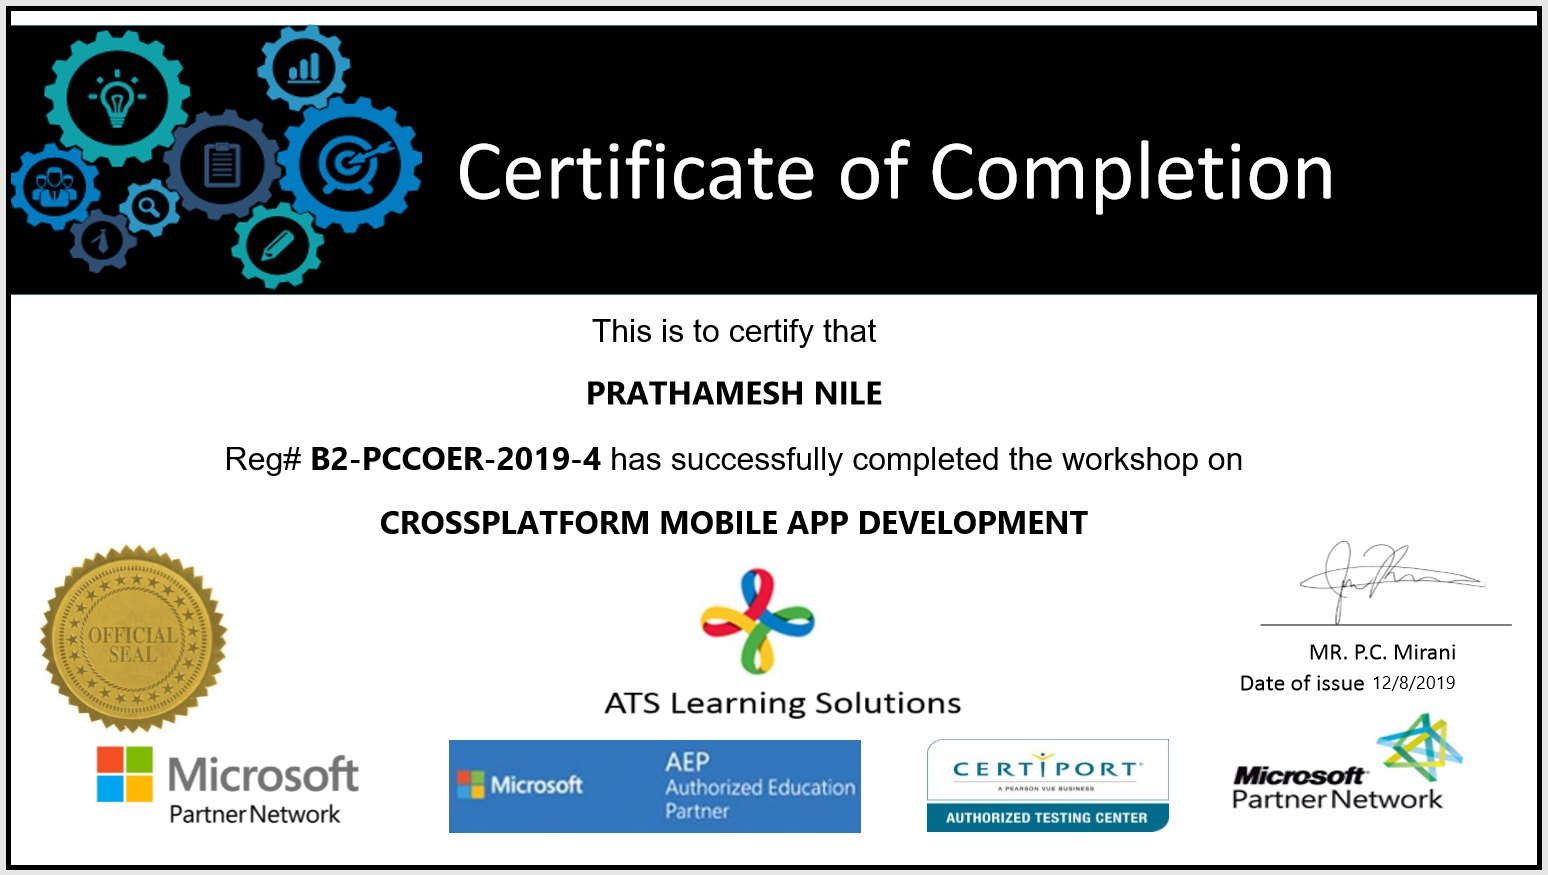 Certificate of Completion
This is to certify that
PRATHAMESH NILE
Reg# B2-PCCOER-2019-4 has successfully completed the workshop on
CROSSPLATFORM MOBILE APP DEVELOPMENT
OFFICIAL
SEAL
ATS Learning Solutions
MR. P.C. Mirani
Date of issue 12/8/2019
Microsoft
Partner Network
Microsoft
AEP
Authorized Education
Partner
CERTIPORT
A PEARSON VUE BUSINESS
AUTHORIZED TESTING CENTER
Microsoft
Partner Network